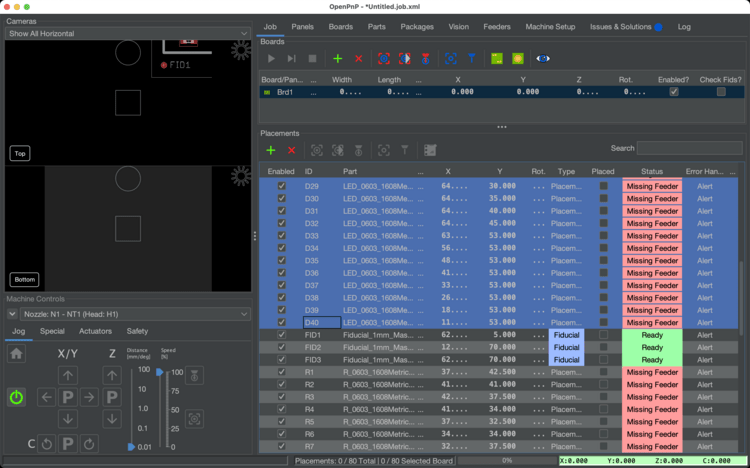 OpenPnP - *Untitled.job.xml
Cameras
Show All Horizontal
FID1
Top
Bottom
Machine Controls
Nozzle: N1 - NT1 (Head: H1)
Jog Special Actuators Safety
X/Y Z Distance [mm/deg] Speed [%]
100 100
10 75
1.0 50
0.1 25
0.01 0
P P
C P
Job Panels Boards Parts Packages Vision Feeders Machine Setup Issues & Solutions Log
Boards
Board/Pan... ... Width Length ... X Y Z Rot. Enabled? Check Fids?
Brd1 ... 0.... 0.... 0.000 0.000 0.... 0....
Placements
Search
Enabled ID Part ... X Y Rot. Type Placed Status Error Han... ...
Missing Feeder
D29 LED_0603_1608Me... ... 64.... 30.000 ... Placem... Missing Feeder Alert
D30 LED_0603_1608Me... ... 64.... 35.000 ... Placem... Missing Feeder Alert
D31 LED_0603_1608Me... ... 64.... 40.000 ... Placem... Missing Feeder Alert
D32 LED_0603_1608Me... ... 64.... 45.000 ... Placem... Missing Feeder Alert
D33 LED_0603_1608Me... ... 63.... 53.000 ... Placem... Missing Feeder Alert
D34 LED_0603_1608Me... ... 56.... 53.000 ... Placem... Missing Feeder Alert
D35 LED_0603_1608Me... ... 48.... 53.000 ... Placem... Missing Feeder Alert
D36 LED_0603_1608Me... ... 41.... 53.000 ... Placem... Missing Feeder Alert
D37 LED_0603_1608Me... ... 33.... 53.000 ... Placem... Missing Feeder Alert
D38 LED_0603_1608Me... ... 26.... 53.000 ... Placem... Missing Feeder Alert
D39 LED_0603_1608Me... ... 18.... 53.000 ... Placem... Missing Feeder Alert
D40 LED_0603_1608Me... ... 11.... 53.000 ... Placem... Missing Feeder Alert
FID1 Fiducial_1mm_Mas... ... 62.... 5.000 ... Fiducial Ready Alert
FID2 Fiducial_1mm_Mas... ... 12.... 70.000 ... Fiducial Ready Alert
FID3 Fiducial_1mm_Mas... ... 62.... 70.000 ... Fiducial Ready Alert
R1 R_0603_1608Metric... ... 37.... 42.500 ... Placem... Missing Feeder Alert
R2 R_0603_1608Metric... ... 41.... 42.500 ... Placem... Missing Feeder Alert
R3 R_0603_1608Metric... ... 42.... 37.500 ... Placem... Missing Feeder Alert
R4 R_0603_1608Metric... ... 41.... 34.000 ... Placem... Missing Feeder Alert
R5 R_0603_1608Metric... ... 37.... 32.500 ... Placem... Missing Feeder Alert
R6 R_0603_1608Metric... ... 34.... 34.000 ... Placem... Missing Feeder Alert
R7 R_0603_1608Metric... ... 32.... 37.500 ... Placem... Missing Feeder Alert
Placements: 0 / 80 Total | 0 / 80 Selected Board 0% X:0.000 Y:0.000 Z:0.000 C:0.000